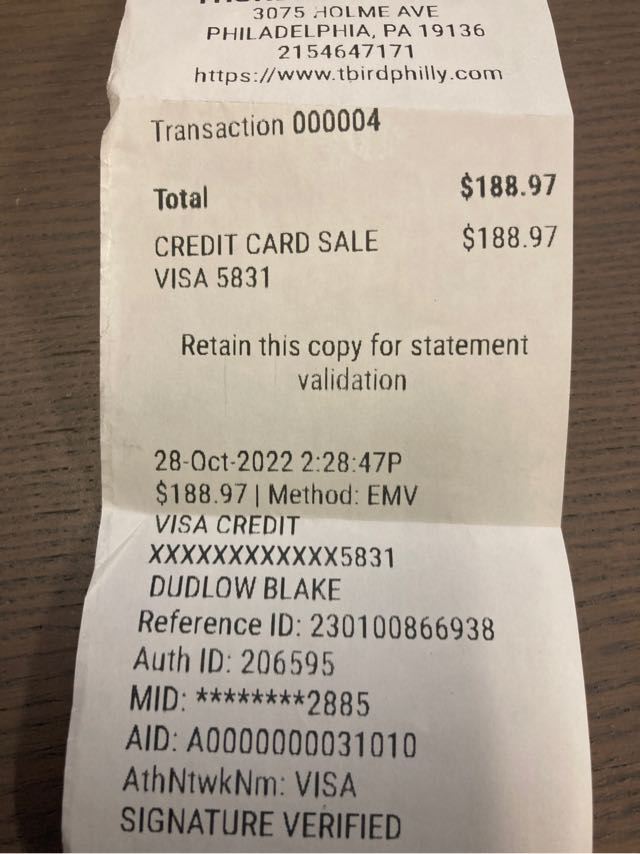 3075 HOLME AVE
PHILADELPHIA, PA 19136
2154647171
https://www.tbirdphilly.com
Transaction 000004
Total $188.97
CREDIT CARD SALE $188.97
VISA 5831
Retain this copy for statement
validation
28-Oct-2022 2:28:47P
$188.97 | Method: EMV
VISA CREDIT
XXXXXXXXXXXX5831
DUDLOW BLAKE
Reference ID: 230100866938
Auth ID: 206595
MID: ********2885
AID: A0000000031010
AthNtwkNm: VISA
SIGNATURE VERIFIED